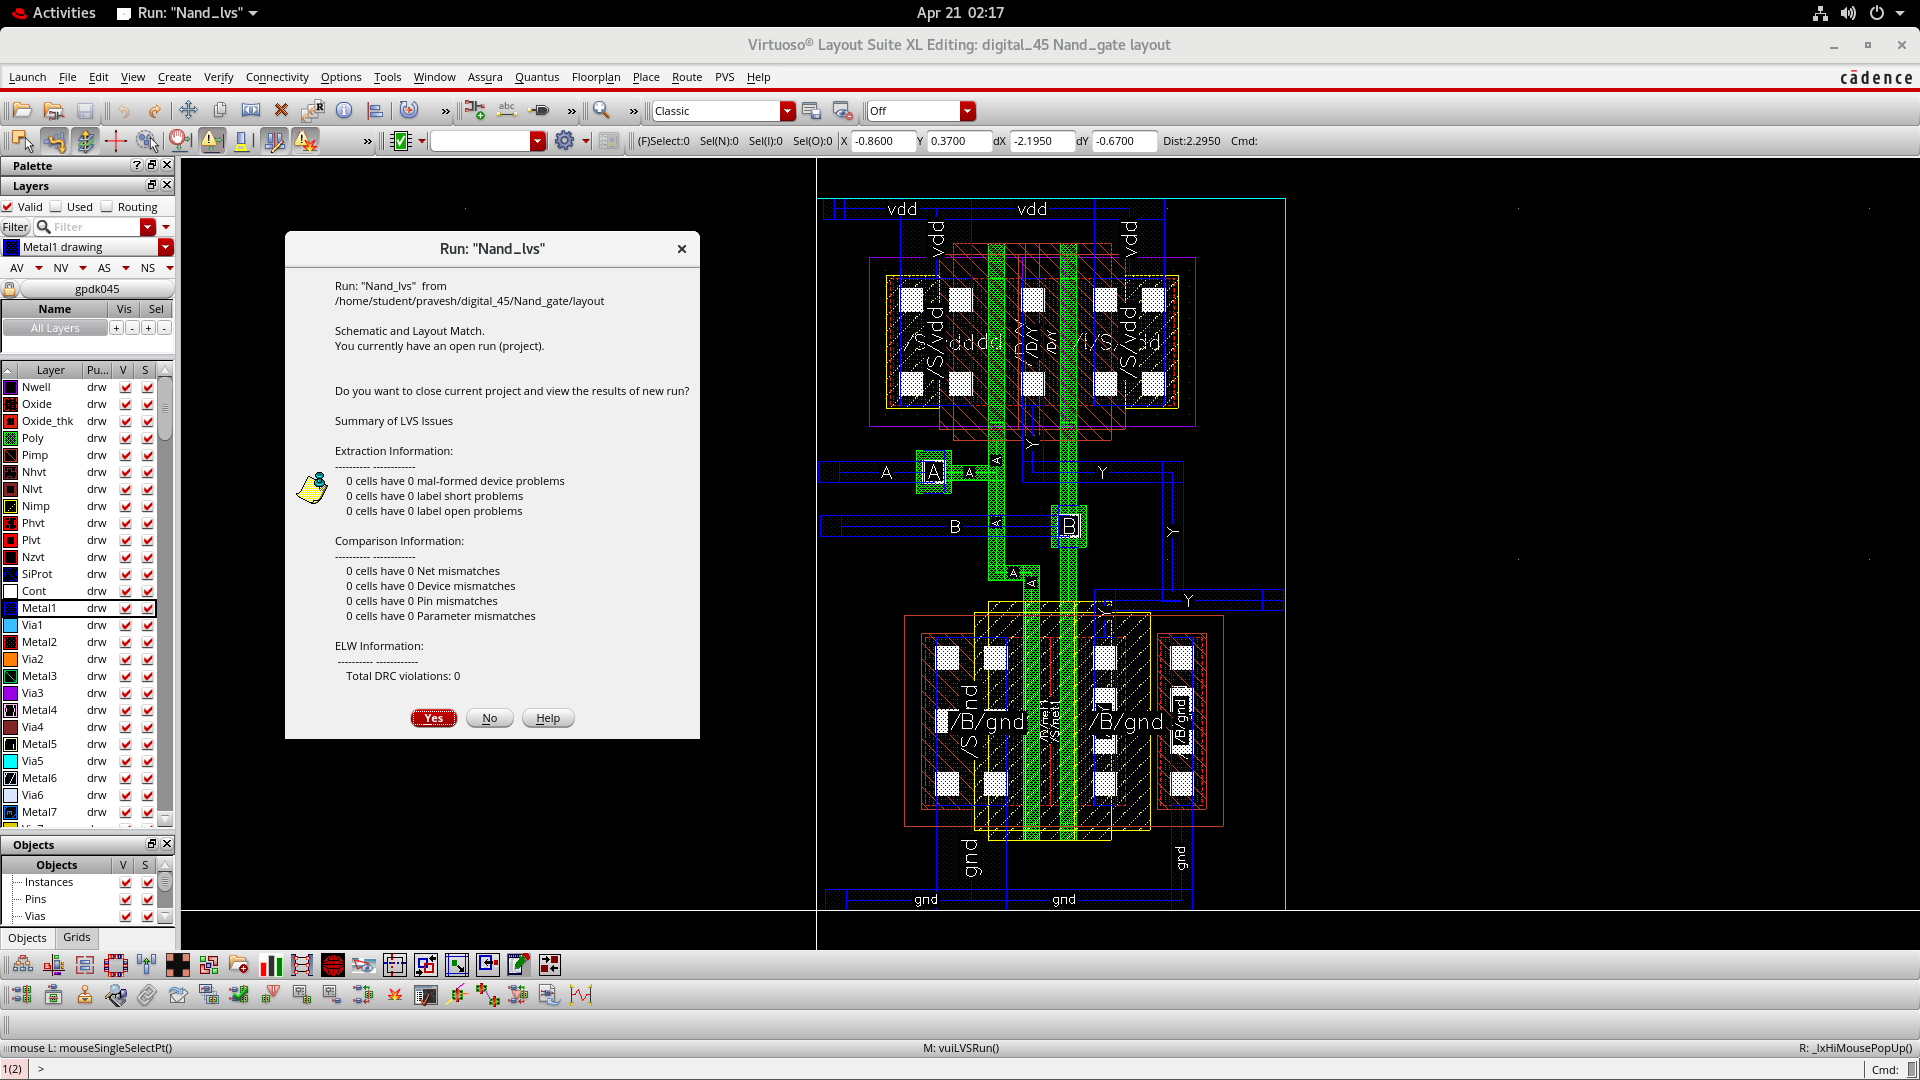 Activities
Run: "Nand_lvs"
Apr 21 02:17
Virtuoso® Layout Suite XL Editing: digital_45 Nand_gate layout
Launch File Edit View Create Verify Connectivity Options Tools Window Assura Quantus Floorplan Place Route PVS Help
cādence
» » » Classic Off
» (F)Select:0 Sel(N):0 Sel(I):0 Sel(O):0 X -0.8600 Y 0.3700 dX -2.1950 dY -0.6700 Dist:2.2950 Cmd:
Palette
Layers
Valid Used Routing
Filter Filter
Metal1 drawing
AV NV AS NS
gpdk045
Name Vis Sel
All Layers + - + -
Layer Pu... V S
Nwell drw
Oxide drw
Oxide_thk drw
Poly drw
Pimp drw
Nhvt drw
Nlvt drw
Nimp drw
Phvt drw
Plvt drw
Nzvt drw
SiProt drw
Cont drw
Metal1 drw
Via1 drw
Metal2 drw
Via2 drw
Metal3 drw
Via3 drw
Metal4 drw
Via4 drw
Metal5 drw
Via5 drw
Metal6 drw
Via6 drw
Metal7 drw
Objects
Objects V S
Instances
Pins
Vias
Objects Grids
Run: "Nand_lvs"
Run: "Nand_lvs" from
/home/student/pravesh/digital_45/Nand_gate/layout
Schematic and Layout Match.
You currently have an open run (project).
Do you want to close current project and view the results of new run?
Summary of LVS Issues
Extraction Information:
---------- ------------
0 cells have 0 mal-formed device problems
0 cells have 0 label short problems
0 cells have 0 label open problems
Comparison Information:
---------- ------------
0 cells have 0 Net mismatches
0 cells have 0 Device mismatches
0 cells have 0 Pin mismatches
0 cells have 0 Parameter mismatches
ELW Information:
---------- ------------
Total DRC violations: 0
Yes No Help
vdd vdd
vdd vdd
/S/vdd /S/vdd
A
Y
A A A Y
B A B Y
A
A
Y
Y
/B/gnd /B/gnd /B/gnd
gnd gnd
gnd gnd
mouse L: mouseSingleSelectPt() M: vuiLVSRun() R: _lxHiMousePopUp()
1(2) > Cmd: